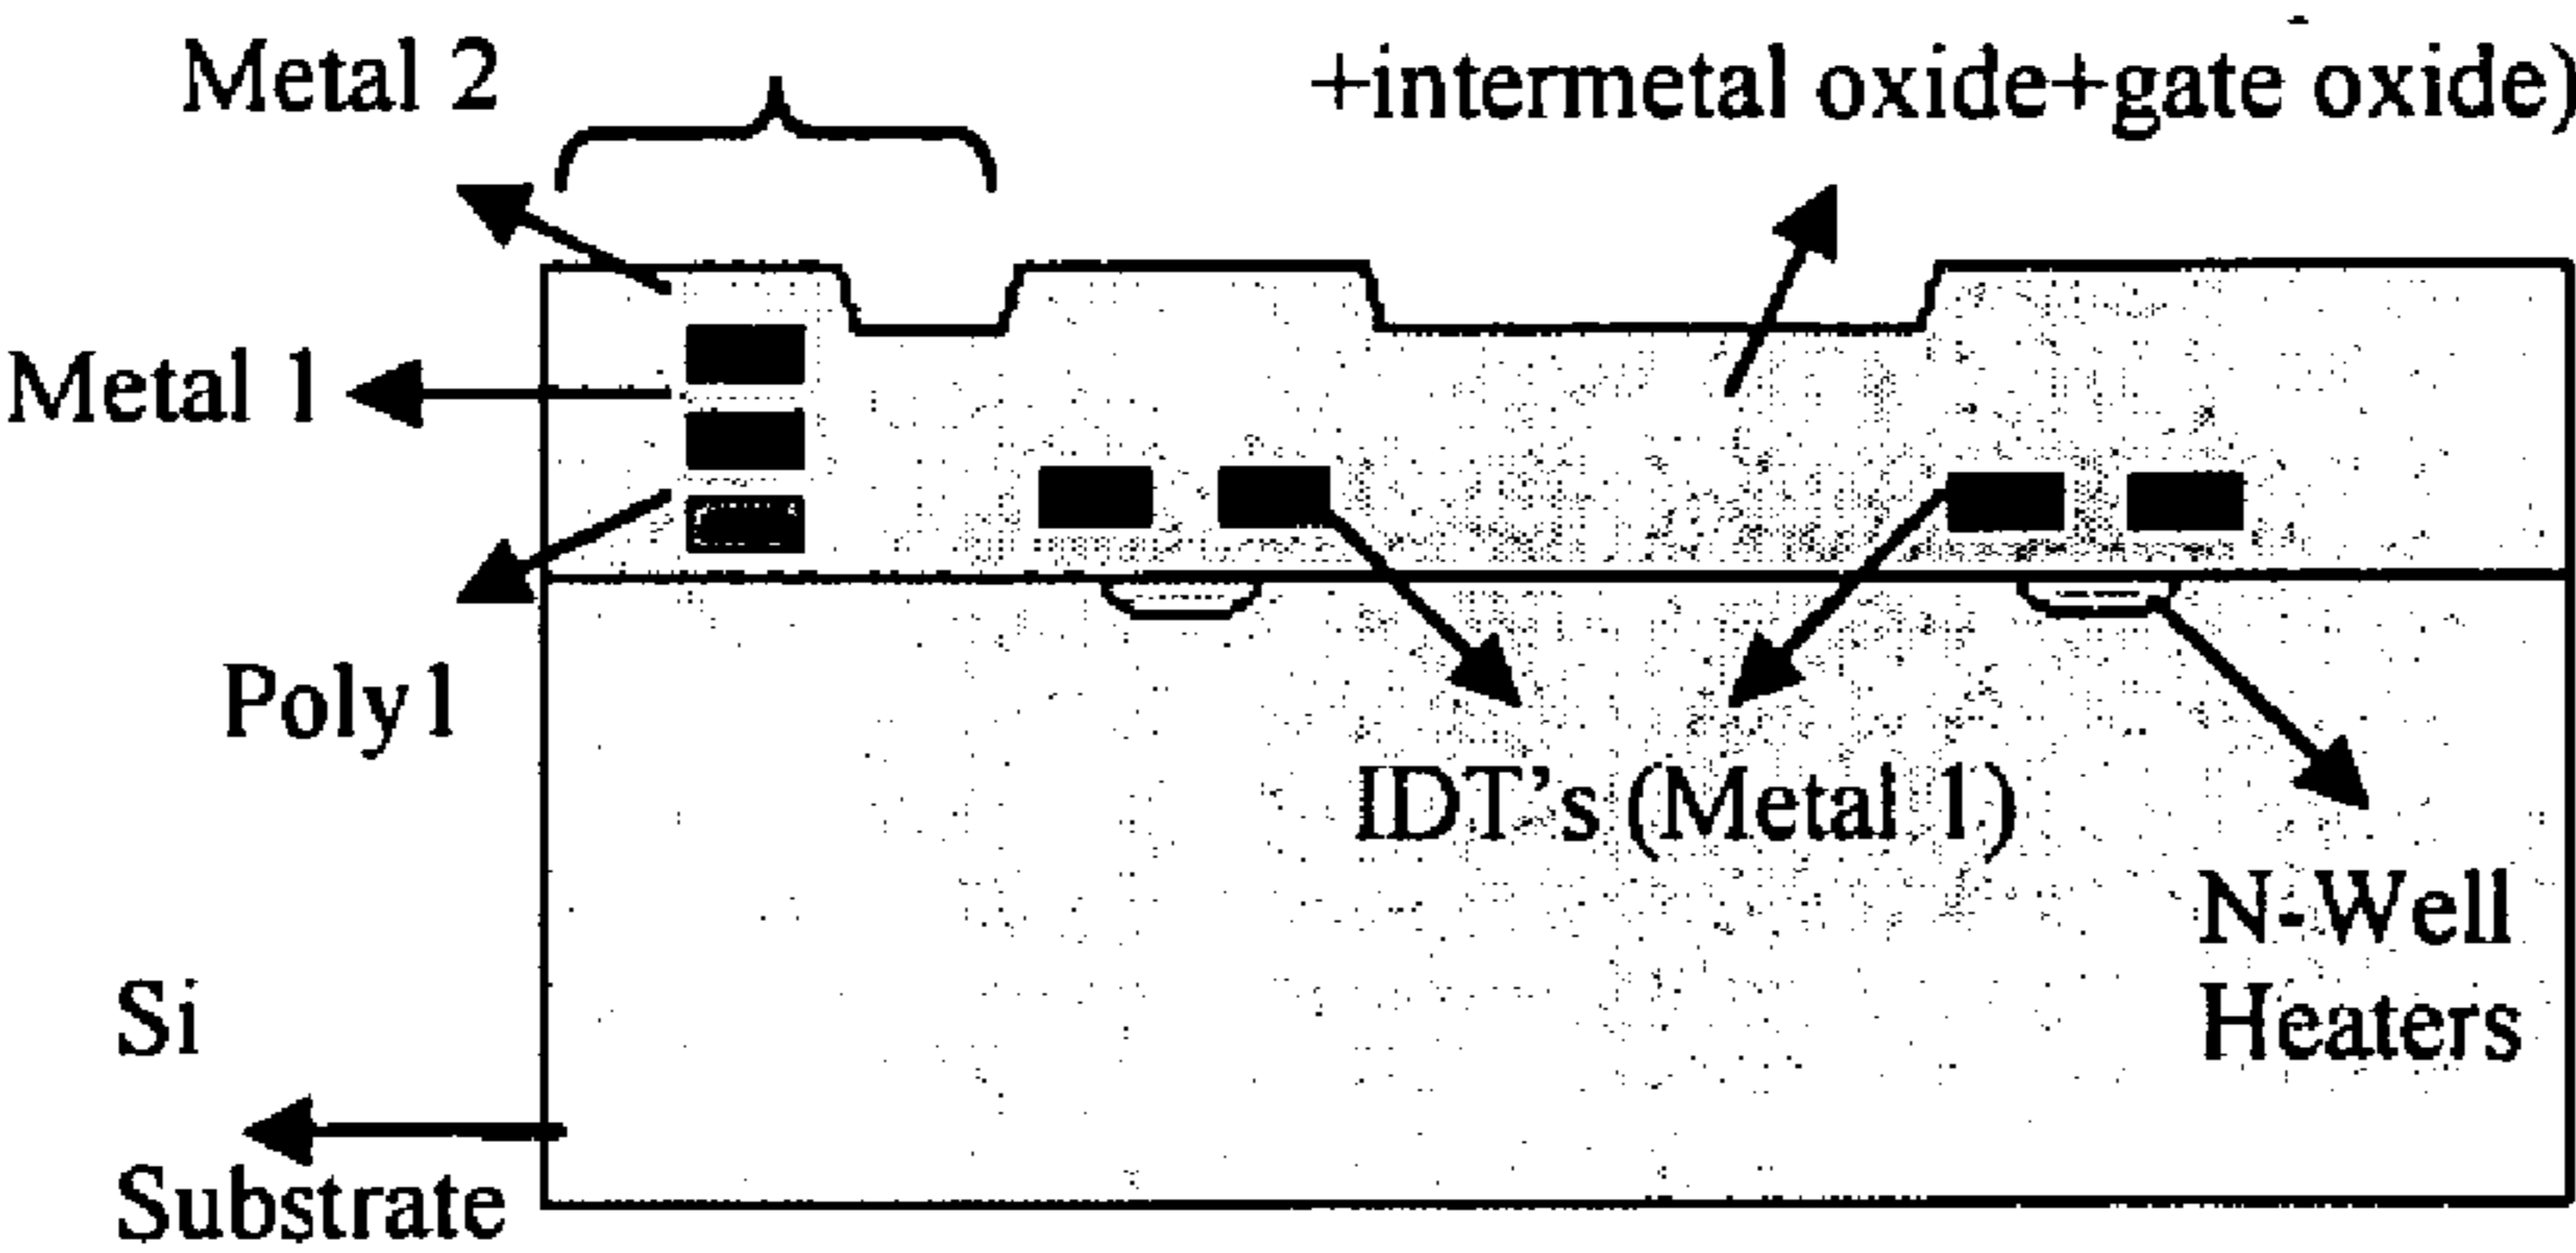 Metal 2
+intermetal oxide+gate oxide)
Metal 1
Poly1
IDT's (Metal 1)
N-Well
Heaters
Si
Substrate